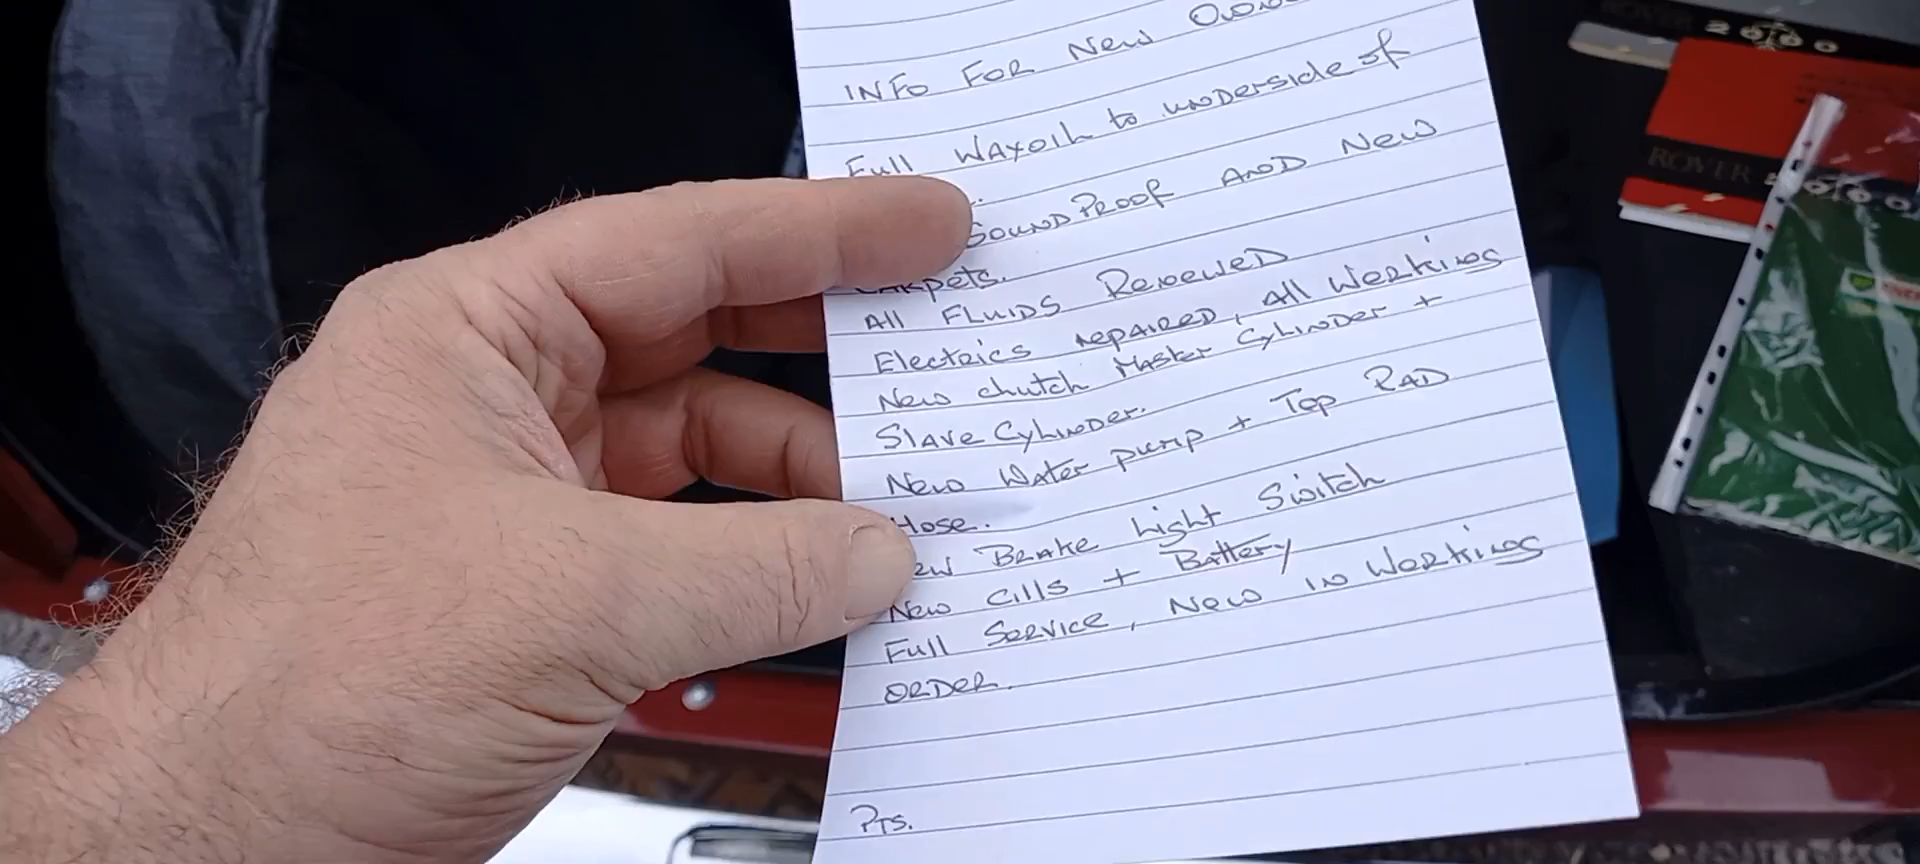 INFO FOR New
Full WAXOIL to underside of
SOUND PROOF AND New
CARpets.
All FLUIDS Renewed
Electrics repaired, All Working
New clutch Master Cylinder +
Slave Cylinder.
New Water pump + Top RAD
Hose.
New Brake Light Switch
New Cills + Battery
Full Service, New in Working
ORDER.
PTS.
ROVER
2000
ROVER